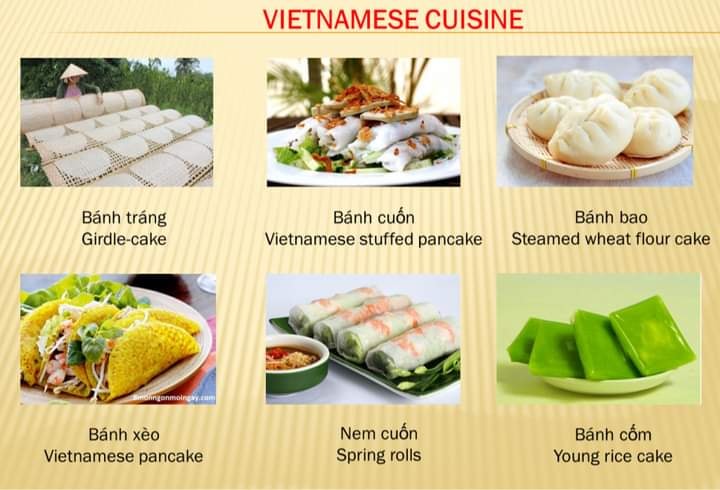 VIETNAMESE CUISINE
Bánh tráng
Girdle-cake
Bánh cuốn
Vietnamese stuffed pancake
Bánh bao
Steamed wheat flour cake
Bánh xèo
Vietnamese pancake
Nem cuốn
Spring rolls
Bánh cốm
Young rice cake